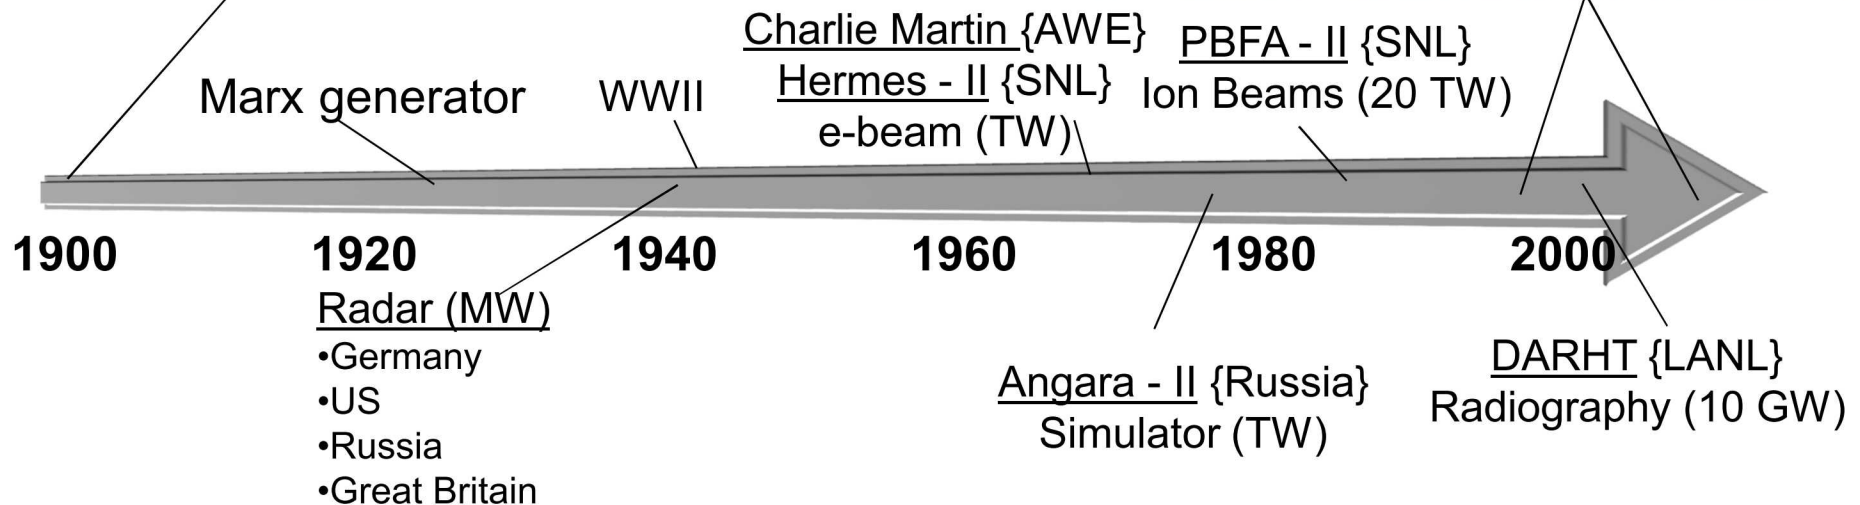 Charlie Martin {AWE}
Hermes - II {SNL}
e-beam (TW)
PBFA - II {SNL}
Ion Beams (20 TW)
Marx generator
WWII
1900 1920 1940 1960 1980 2000
Radar (MW)
•Germany
•US
•Russia
•Great Britain
Angara - II {Russia}
Simulator (TW)
DARHT {LANL}
Radiography (10 GW)